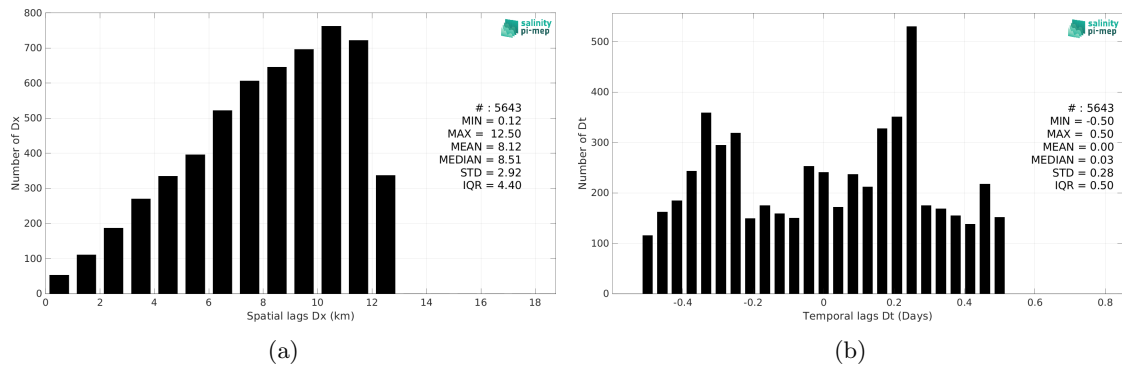 800
700
600
500
400
300
200
100
0
Number of Dx
0 2 4 6 8 10 12 14 16 18
Spatial lags Dx (km)
salinity
pi-mep
# : 5643
MIN = 0.12
MAX = 12.50
MEAN = 8.12
MEDIAN = 8.51
STD = 2.92
IQR = 4.40
(a)
500
400
300
200
100
0
Number of Dt
-0.4 -0.2 0 0.2 0.4 0.6 0.8
Temporal lags Dt (Days)
salinity
pi-mep
# : 5643
MIN = -0.50
MAX = 0.50
MEAN = 0.00
MEDIAN = 0.03
STD = 0.28
IQR = 0.50
(b)